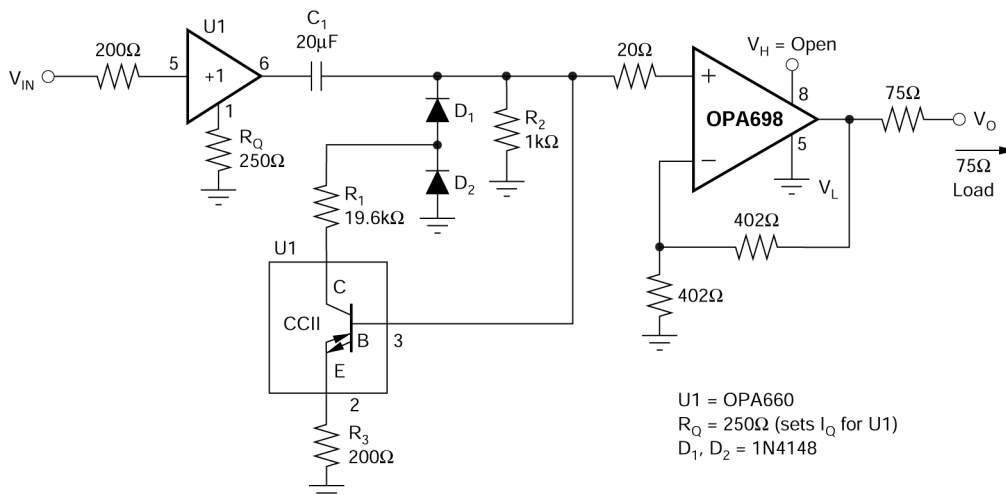 U1
C1
20µF
200Ω
VIN
5
+1
6
1
RQ
250Ω
D1
D2
R2
1kΩ
R1
19.6kΩ
U1
C
CCII
B
3
E
2
R3
200Ω
20Ω
+
−
OPA698
VH = Open
8
5
VL
75Ω
VO
75Ω
Load
402Ω
402Ω
U1 = OPA660
RQ = 250Ω (sets IQ for U1)
D1, D2 = 1N4148